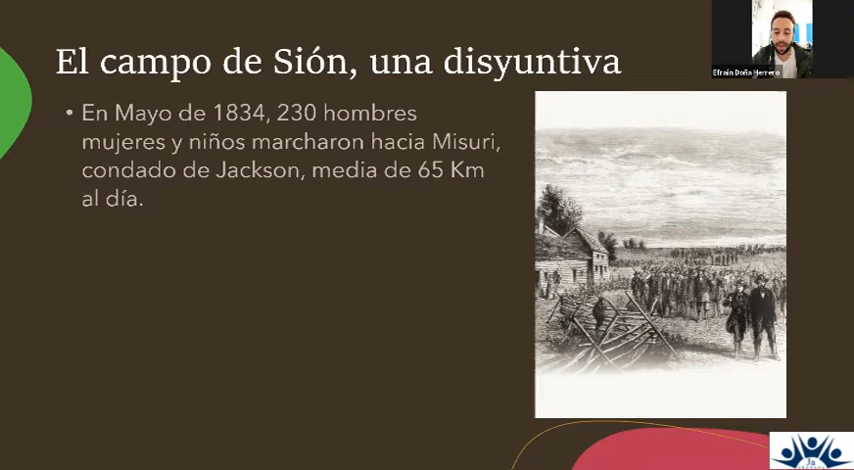 El campo de Sión, una disyuntiva
• En Mayo de 1834, 230 hombres
mujeres y niños marcharon hacia Misuri,
condado de Jackson, media de 65 Km
al día.
Efraín Doña Herrero